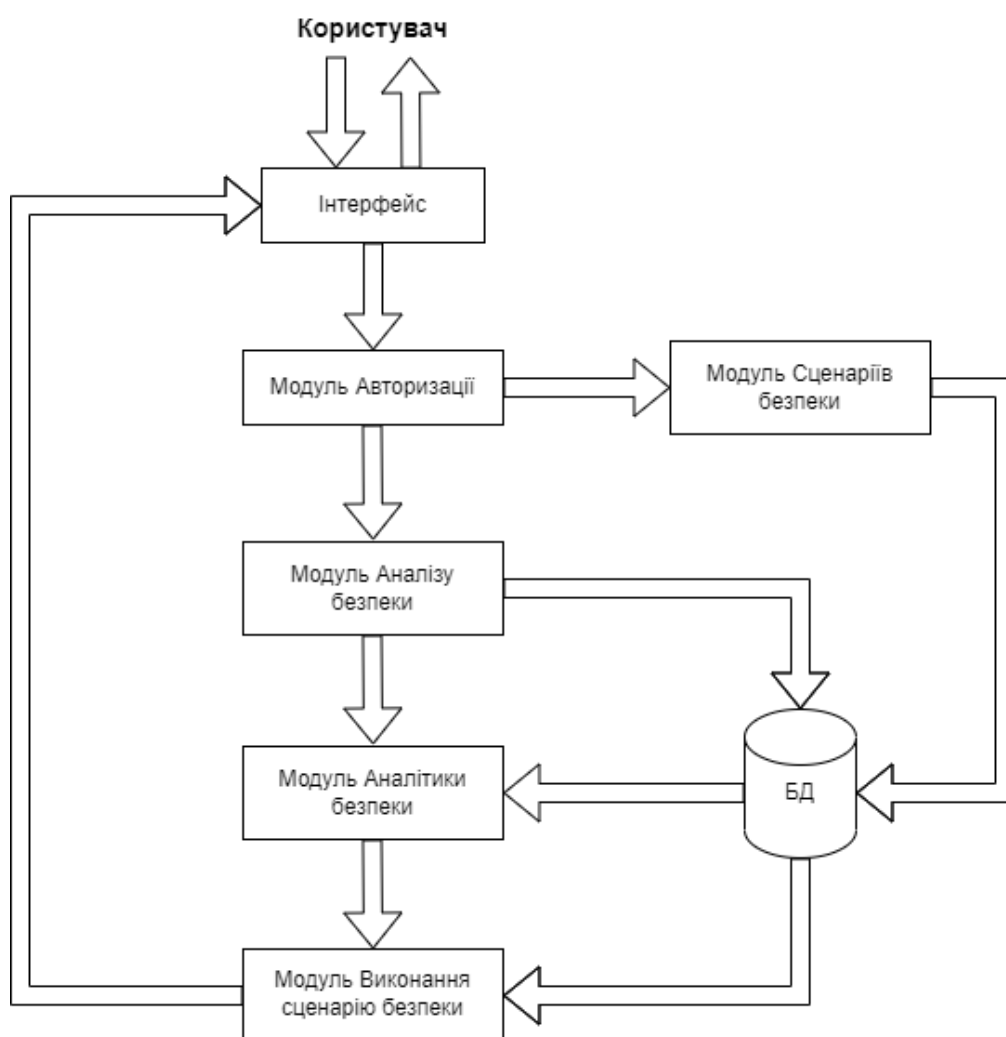 Користувач
Інтерфейс
Модуль Авторизації
Модуль Сценаріїв
безпеки
Модуль Аналізу
безпеки
Модуль Аналітики
безпеки
БД
Модуль Виконання
сценарію безпеки